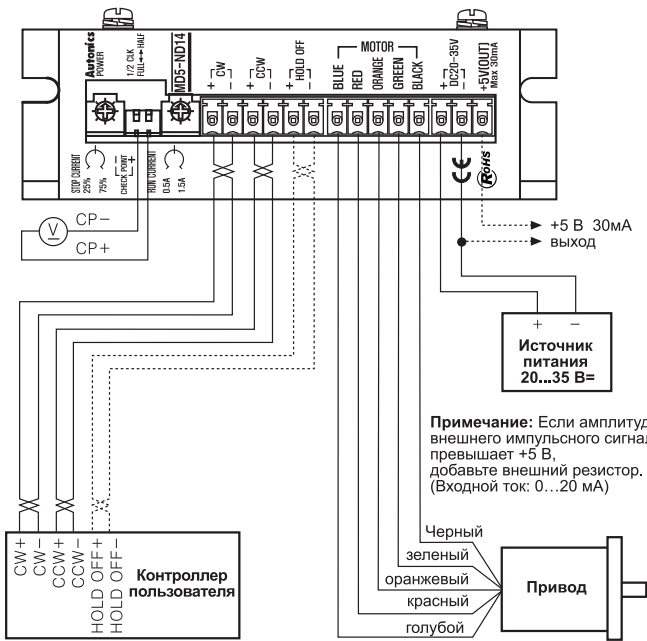 Autonics
POWER
1/2 CLK
FULL↔HALF
MD5-ND14
+ CW −
+ CCW −
+ HOLD OFF −
MOTOR
BLUE
RED
ORANGE
GREEN
BLACK
+ DC20-35V −
+5V(OUT)
Max 30mA
STOP CURRENT
25%
75%
− CHECK POINT +
RUN CURRENT
0.5A
1.5A
CE
RoHS
V
CP−
CP+
+5 В 30мА
выход
+ −
Источник
питания
20...35 В=
Примечание: Если амплитуд
внешнего импульсного сигнал
превышает +5 В,
добавьте внешний резистор.
(Входной ток: 0...20 мА)
CW+
CW−
CCW+
CCW−
HOLD OFF+
HOLD OFF−
Контроллер
пользователя
Черный
зеленый
оранжевый
красный
голубой
Привод